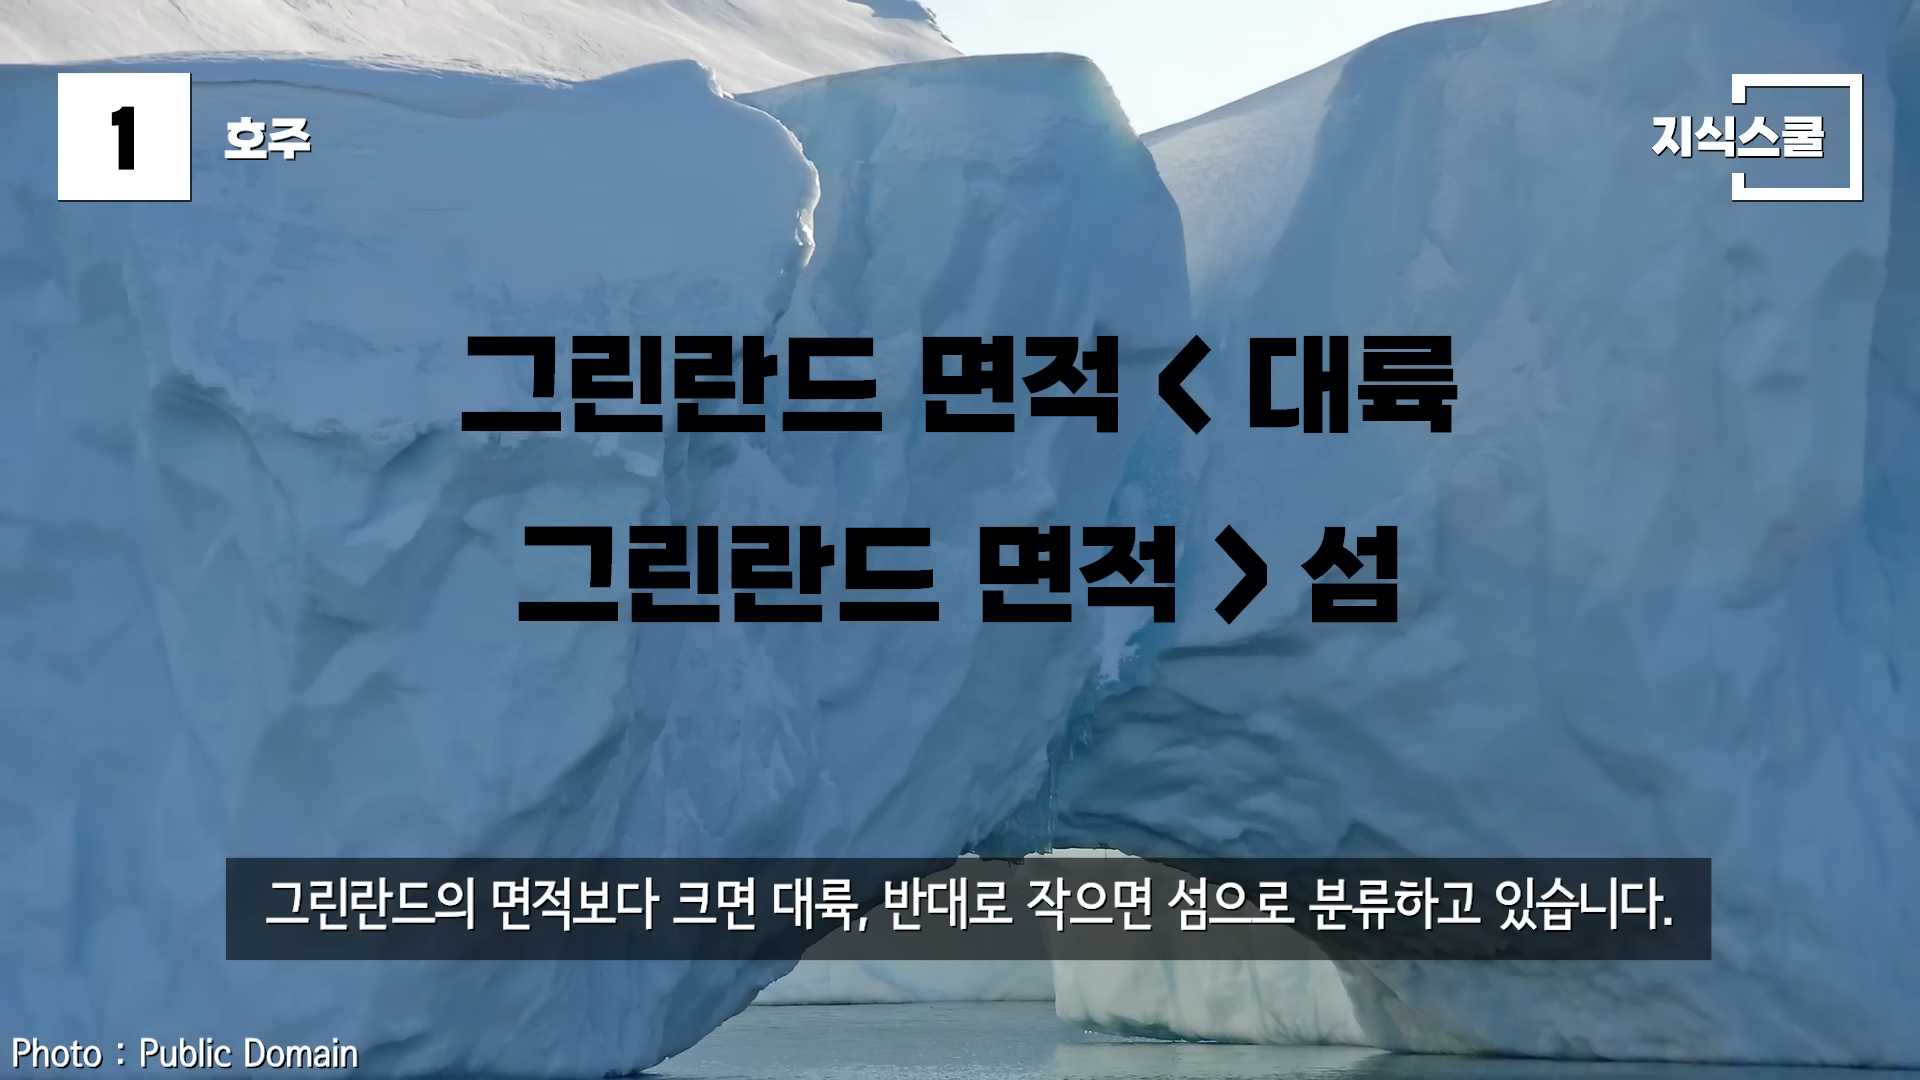 1
호주
지식스쿨
그린란드 면적 < 대륙
그린란드 면적 > 섬
그린란드의 면적보다 크면 대륙, 반대로 작으면 섬으로 분류하고 있습니다.
Photo : Public Domain